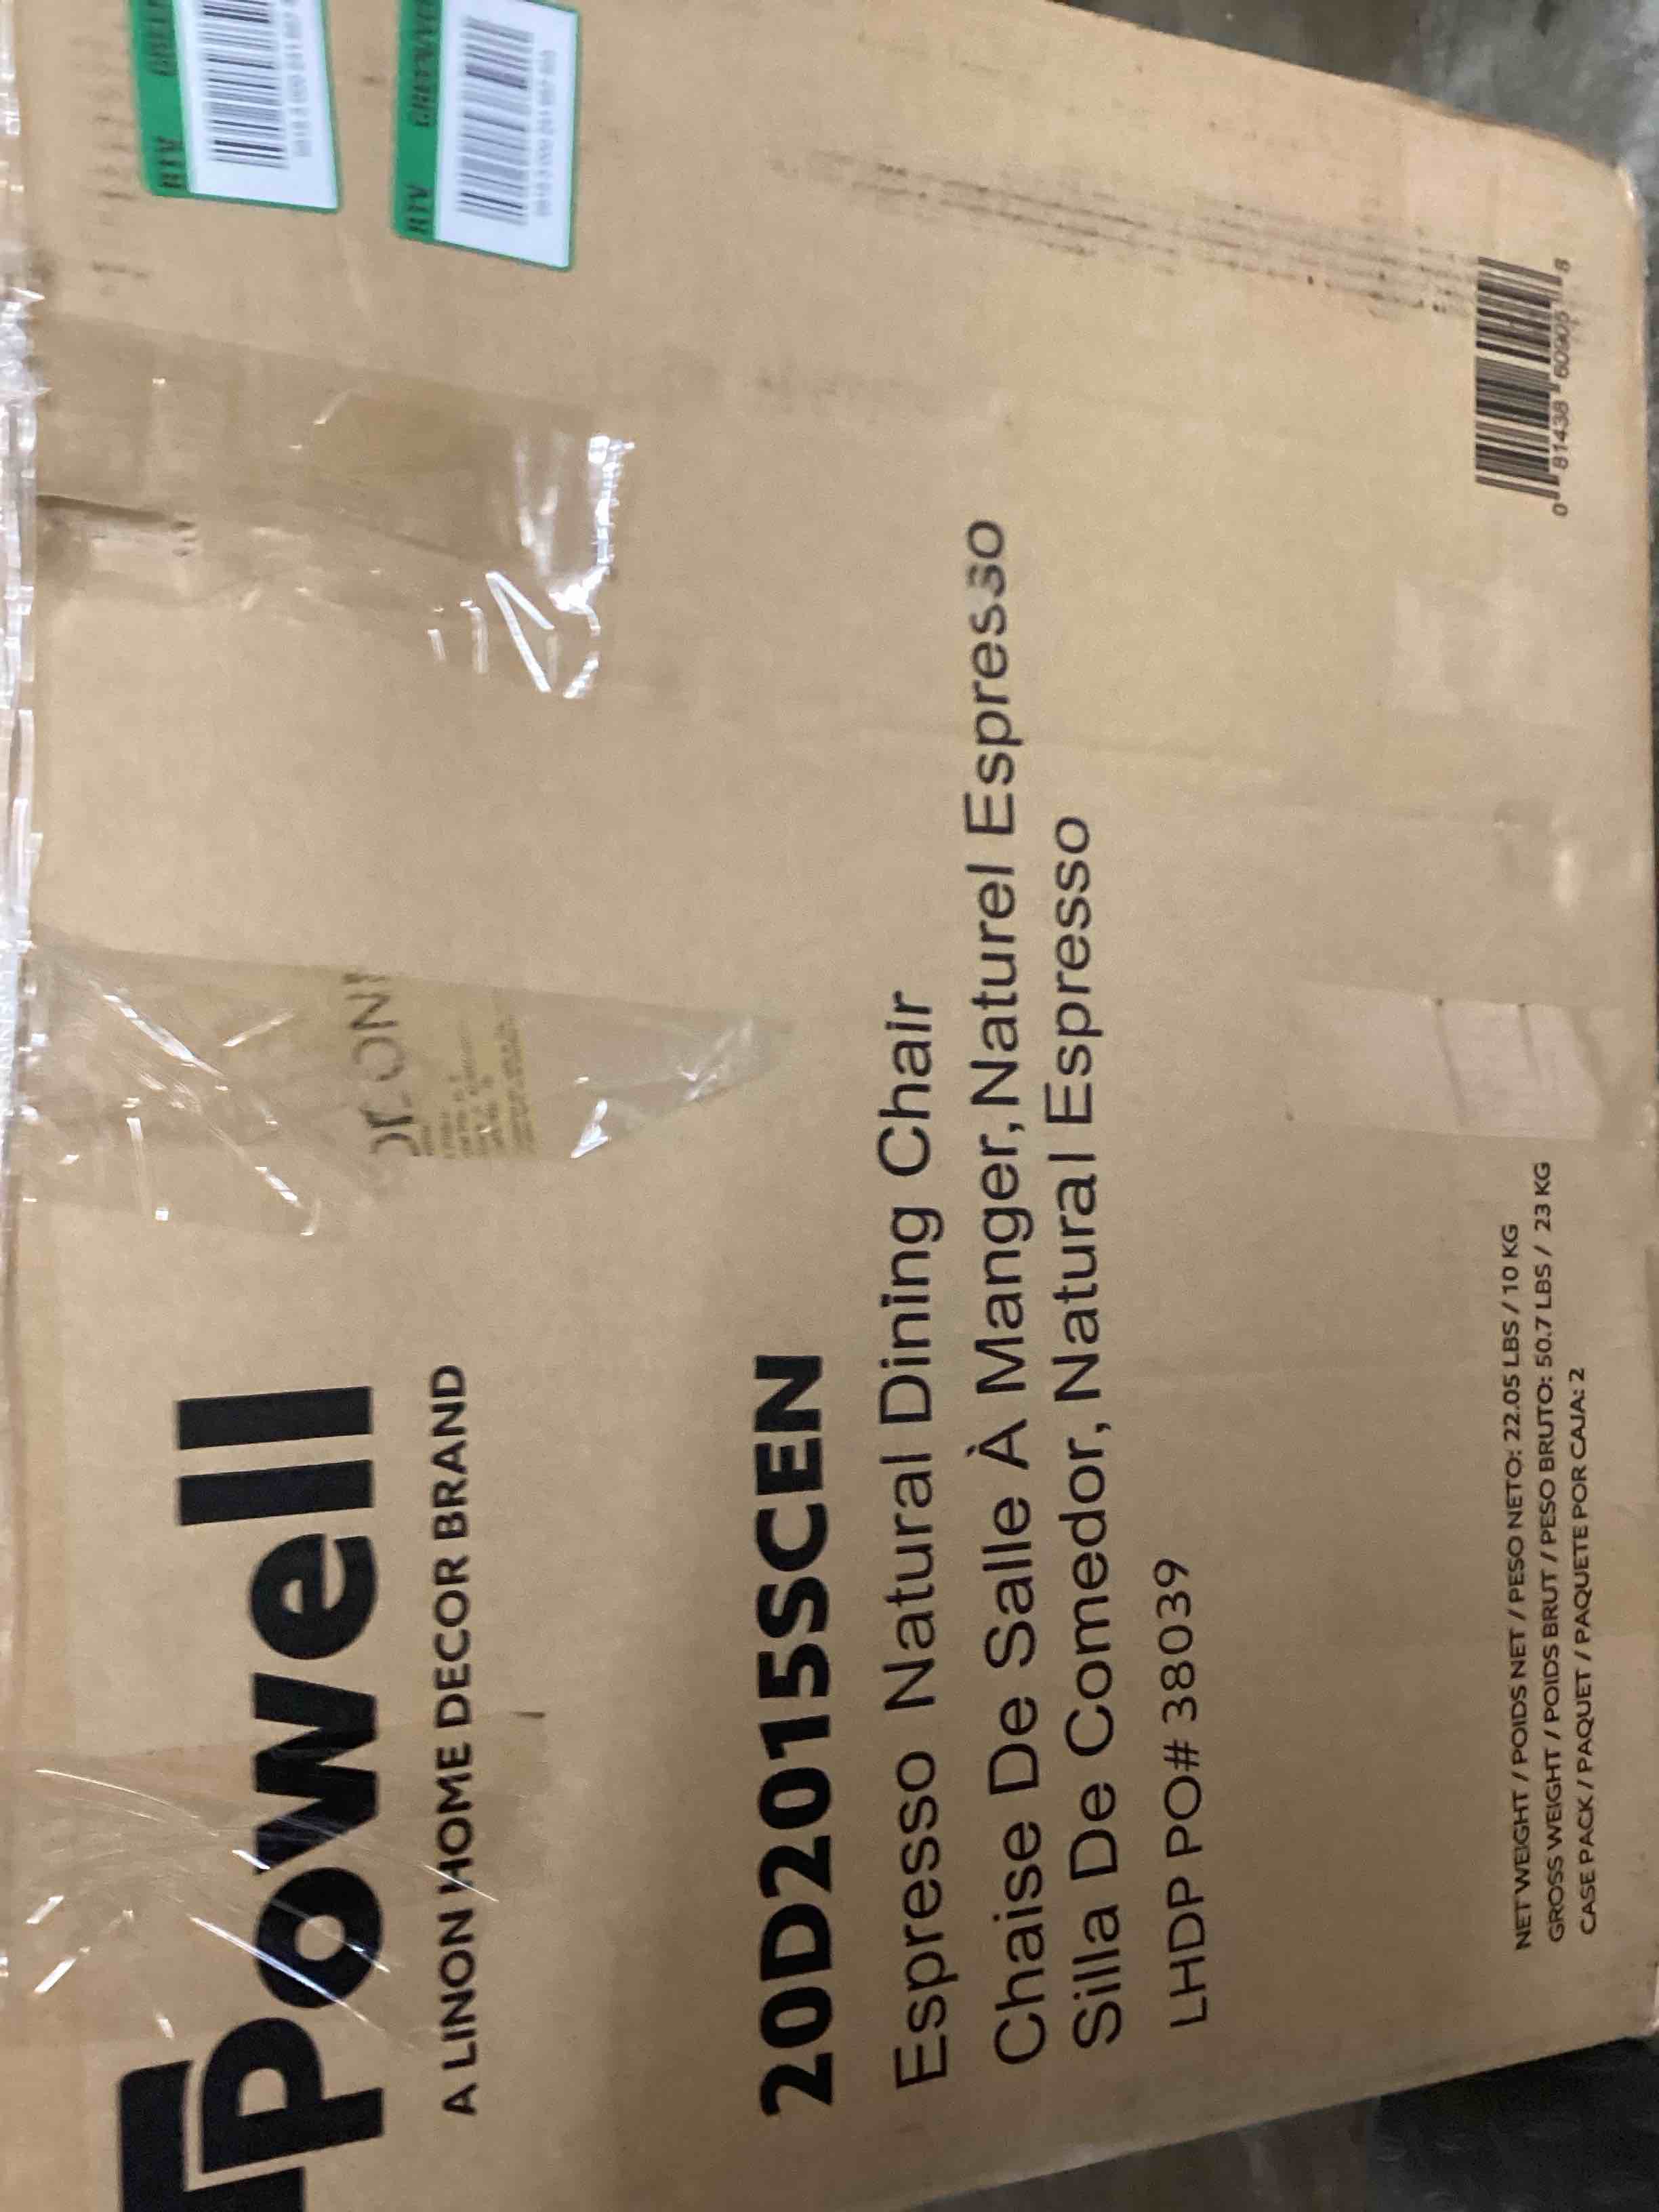 Powell
A LINON HOME DECOR BRAND
20D2015SCEN
Espresso Natural Dining Chair
Chaise De Salle À Manger,Naturel Espresso
Silla De Comedor, Natural Espresso
LHDP PO# 38039
NET WEIGHT / POIDS NET / PESO NETO: 22.05 LBS / 10 KG
GROSS WEIGHT / POIDS BRUT / PESO BRUTO: 50.7 LBS / 23 KG
CASE PACK / PAQUET / PAQUETE POR CAJA: 2
RTV
RTV